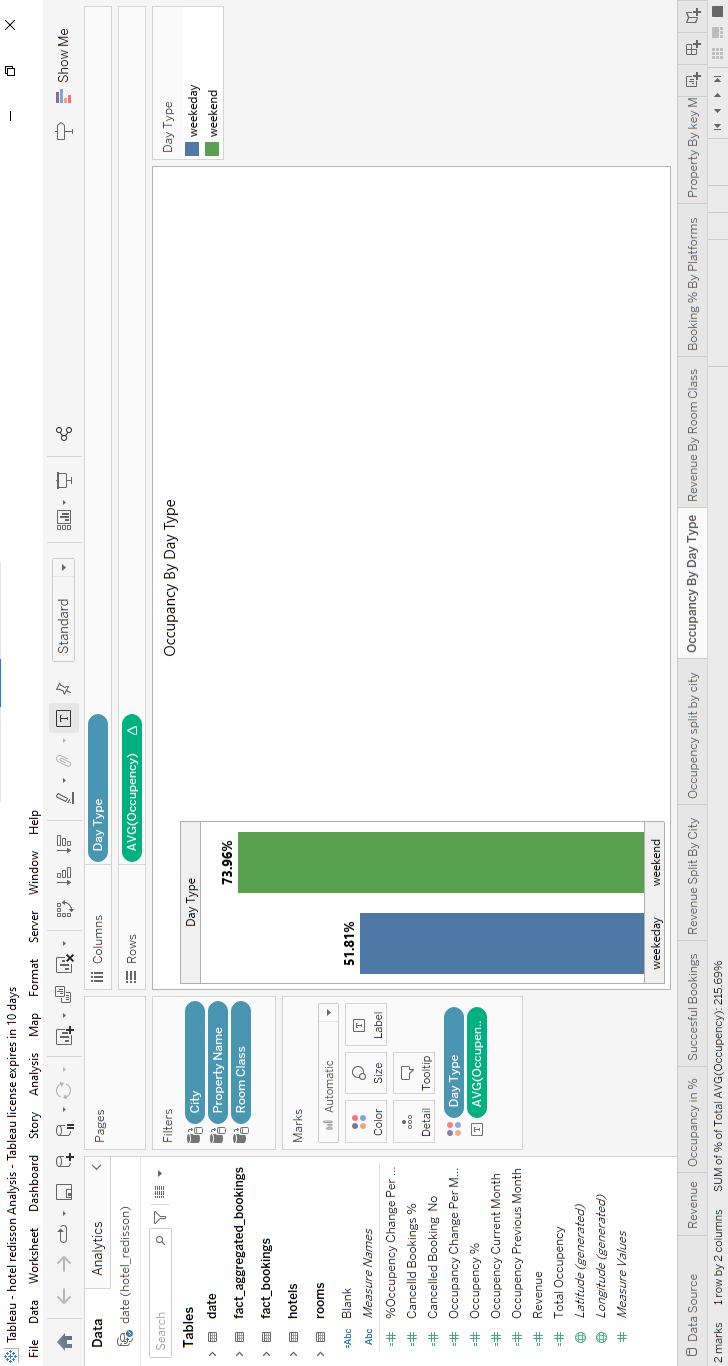 Tableau - hotel redisson Analysis - Tableau license expires in 10 days
File Data Worksheet Dashboard Story Analysis Map Format Server Window Help
Standard
Show Me
Data Analytics
date (hotel_redisson)
Search
Tables
date
fact_aggregated_bookings
fact_bookings
hotels
rooms
Abc Blank
Abc Measure Names
%Occupency Change Per ...
Cancelld Bookings %
Cancelled Booking No
Occupancy Change Per M...
Occupency %
Occupency Current Month
Occupency Previous Month
Revenue
Total Occupency
Latitude (generated)
Longitude (generated)
Measure Values
Pages
Filters
City
Property Name
Room Class
Marks
Automatic
Color Size Label
Detail Tooltip
Day Type
AVG(Occupen..
Columns Day Type
Rows AVG(Occupency)
Occupancy By Day Type
Day Type
51.81%
73.96%
weekeday weekend
Day Type
weekeday
weekend
Data Source Revenue Occupancy in % Succesful Bookings Revenue Split By City Occupency split by city Occupancy By Day Type Revenue By Room Class Booking % By Platforms Property By key M
2 marks 1 row by 2 columns SUM of % of Total AVG(Occupency): 215.69%